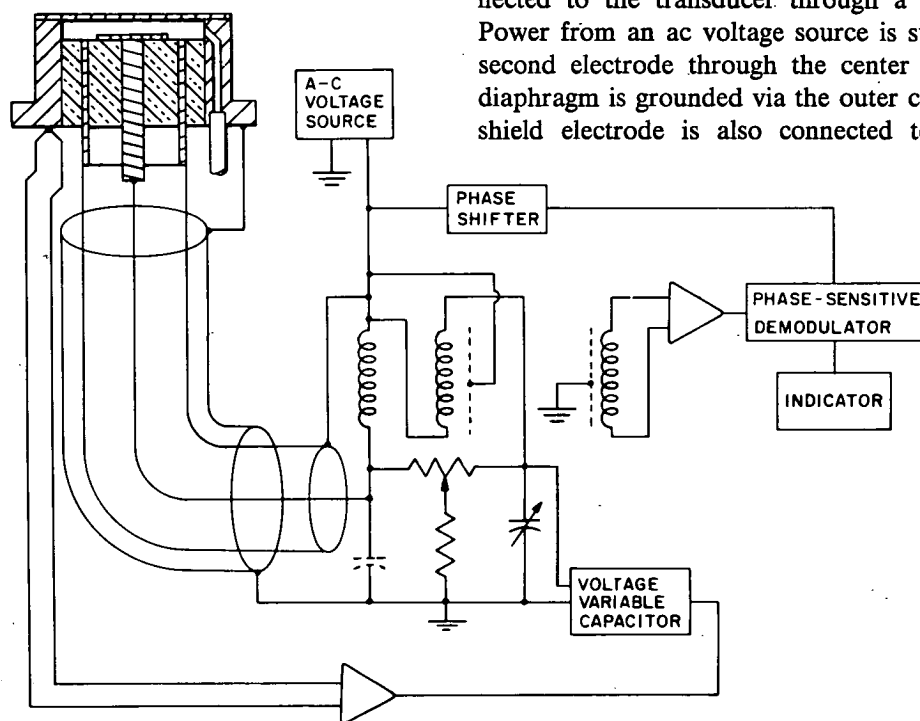 nected to the transducer through a
Power from an ac voltage source is
second electrode through the center
diaphragm is grounded via the outer
shield electrode is also connected
A-C
VOLTAGE
SOURCE
PHASE
SHIFTER
PHASE-SENSITIVE
DEMODULATOR
INDICATOR
VOLTAGE
VARIABLE
CAPACITOR